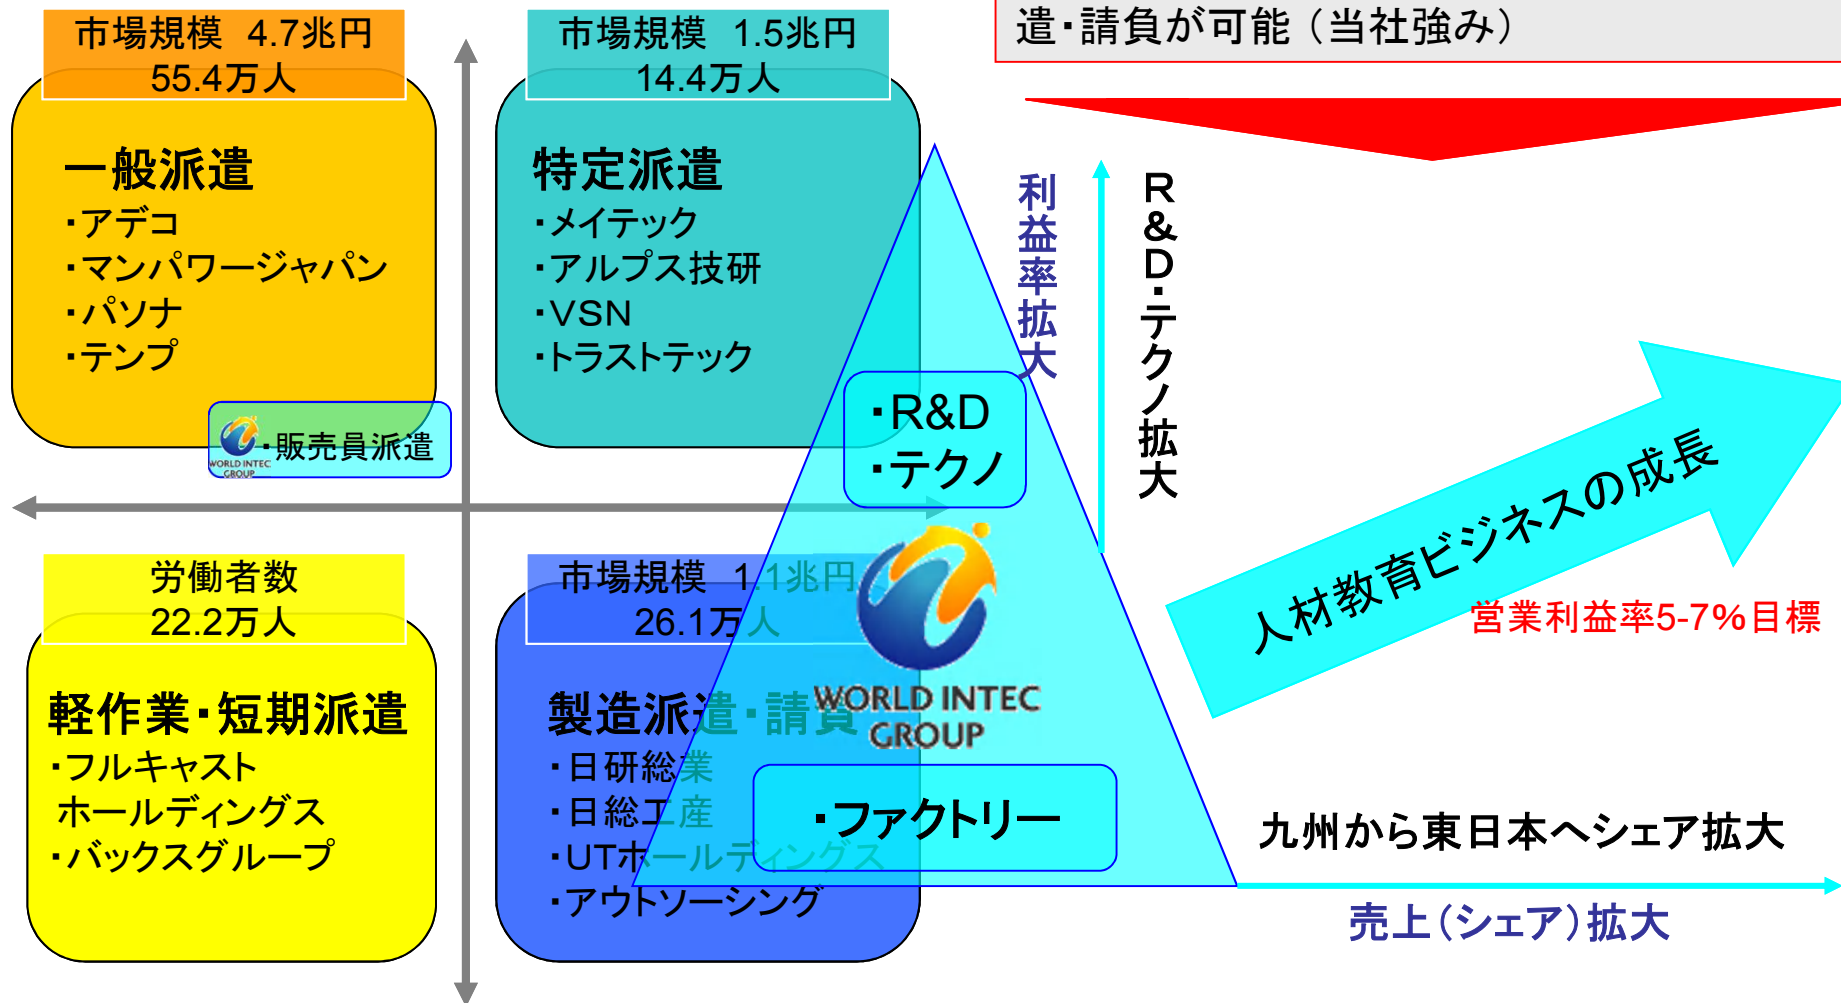 市場規模 4.7兆円
55.4万人
一般派遣
・アデコ
・マンパワージャパン
・パソナ
・テンプ
WORLD INTEC
GROUP
・販売員派遣
市場規模 1.5兆円
14.4万人
特定派遣
・メイテック
・アルプス技研
・VSN
・トラストテック
遣・請負が可能（当社強み）
利益率拡大
R&D・テクノ拡大
・R&D
・テクノ
労働者数
22.2万人
軽作業・短期派遣
・フルキャスト
ホールディングス
・バックスグループ
市場規模 1.1兆円
26.1万人
製造派遣・請負
・日研総業
・日総工産
・UTホールディングス
・アウトソーシング
WORLD INTEC
GROUP
・ファクトリー
人材教育ビジネスの成長
営業利益率5-7%目標
九州から東日本へシェア拡大
売上（シェア）拡大